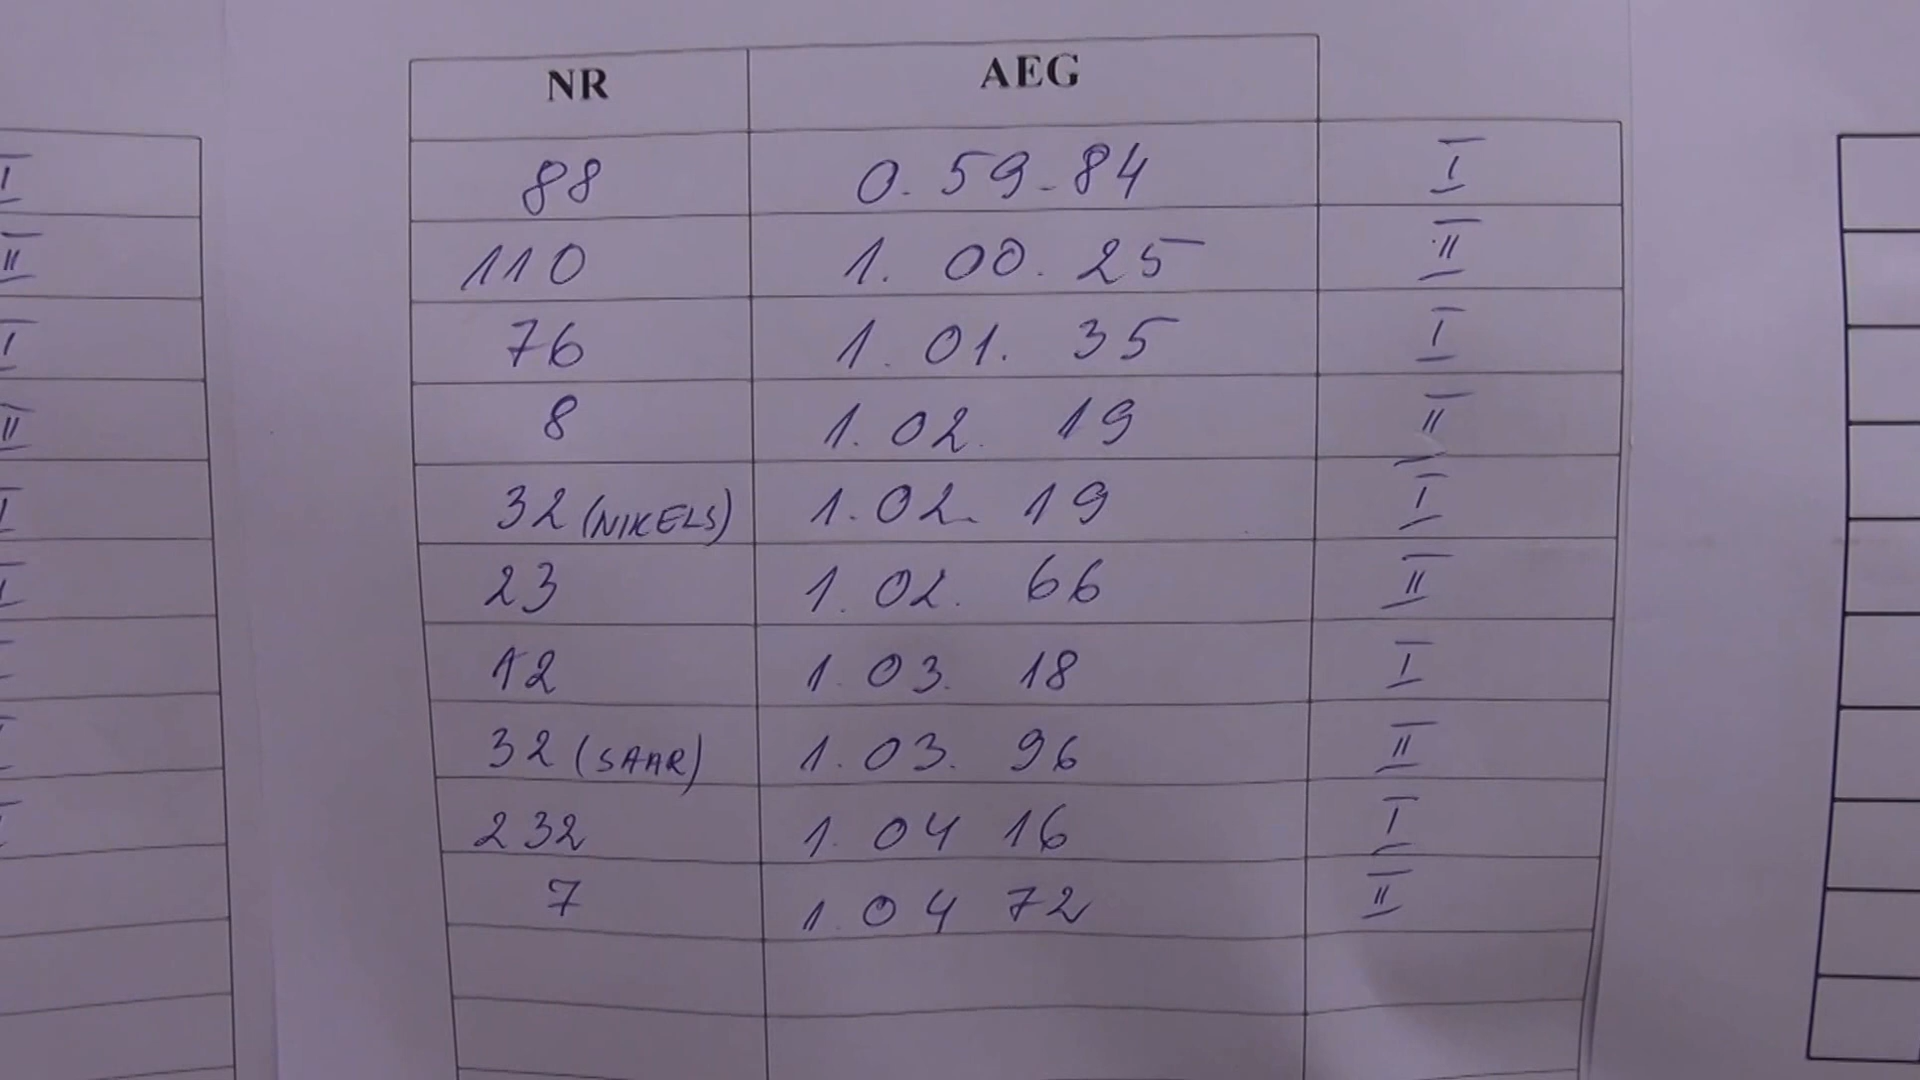 NR AEG
88 0.59.84 I
110 1.00.25 II
76 1.01.35 I
8 1.02.19 II
32 (NIKELS) 1.02.19 I
23 1.02.66 II
12 1.03.18 I
32 (SAAR) 1.03.96 II
232 1.04 16 I
7 1.04 72 II
I
II
I
II
I
I
I
I
I